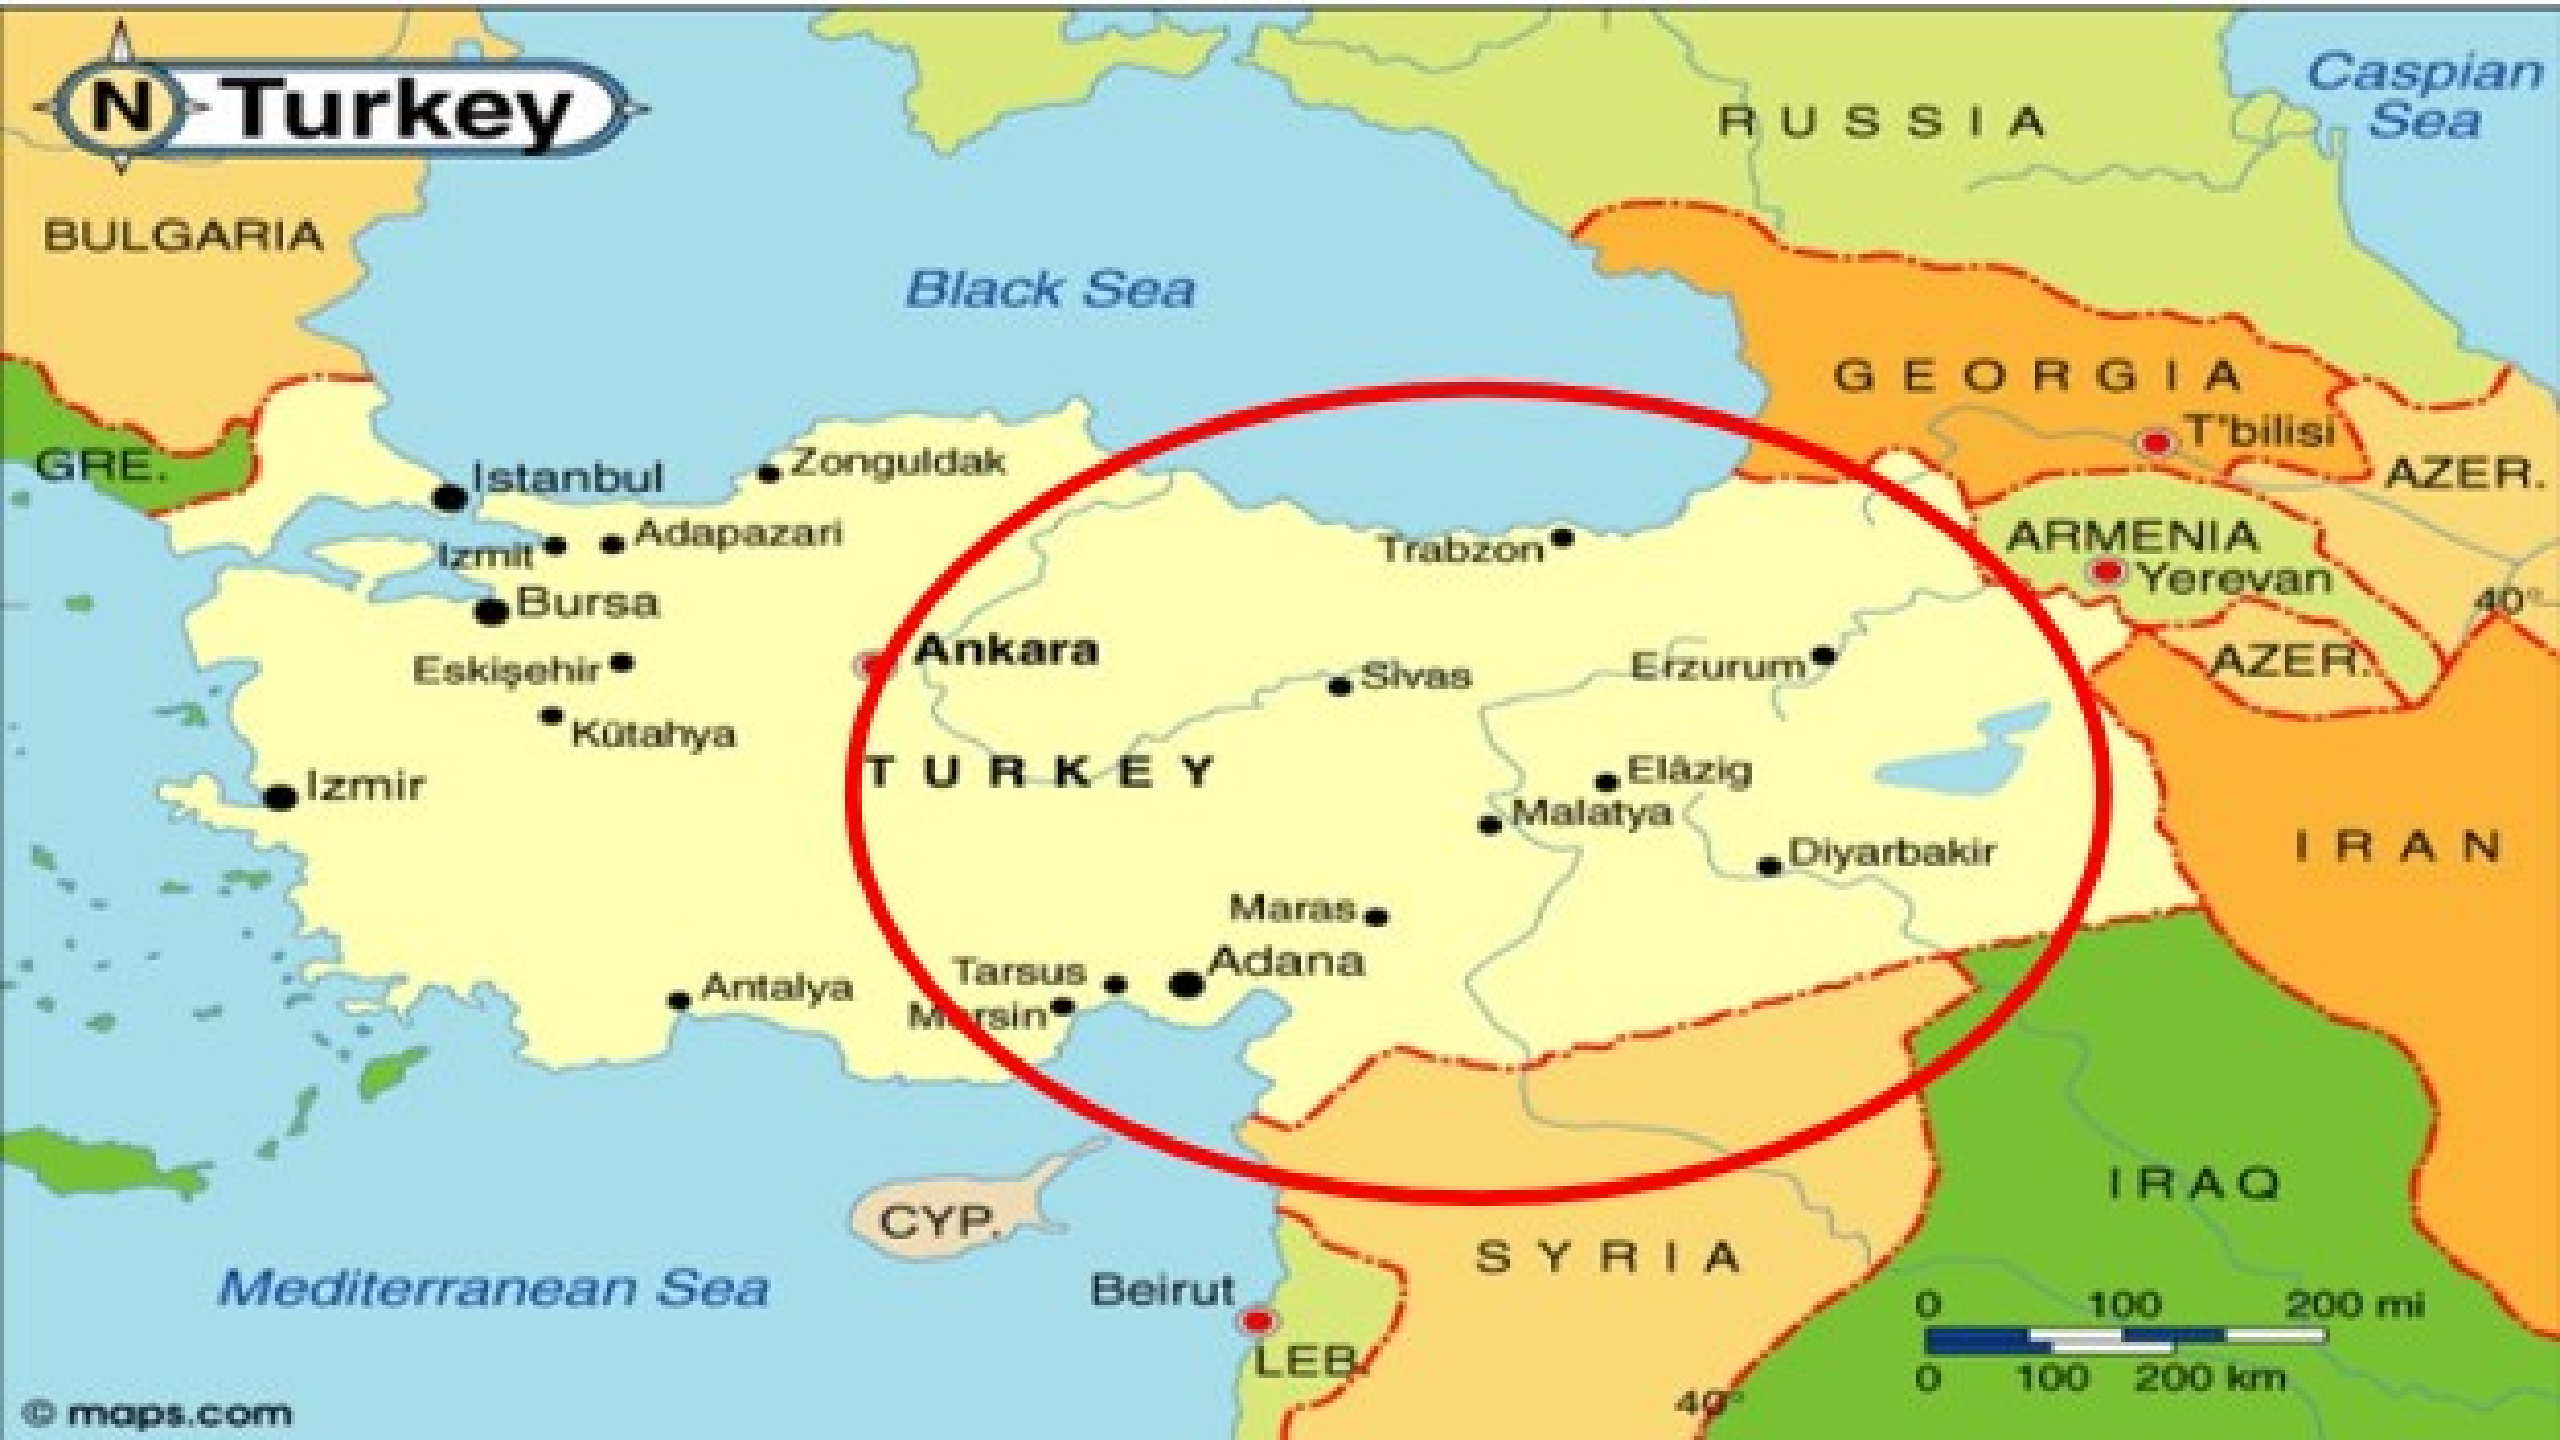 N Turkey
Caspian
Sea
RUSSIA
BULGARIA
Black Sea
GEORGIA
T'bilisi
AZER.
GRE.
Istanbul
Zonguldak
Izmit
Adapazari
Trabzon
ARMENIA
Yerevan
40°
Bursa
Ankara
Eskişehir
Sivas
Erzurum
AZER.
Kütahya
TURKEY
Elâzig
Izmir
Malatya
IRAN
Diyarbakir
Maras
Adana
Tarsus
Antalya
Mersin
IRAQ
CYP.
SYRIA
Mediterranean Sea
Beirut
LEB.
0 100 200 mi
0 100 200 km
40°
© maps.com